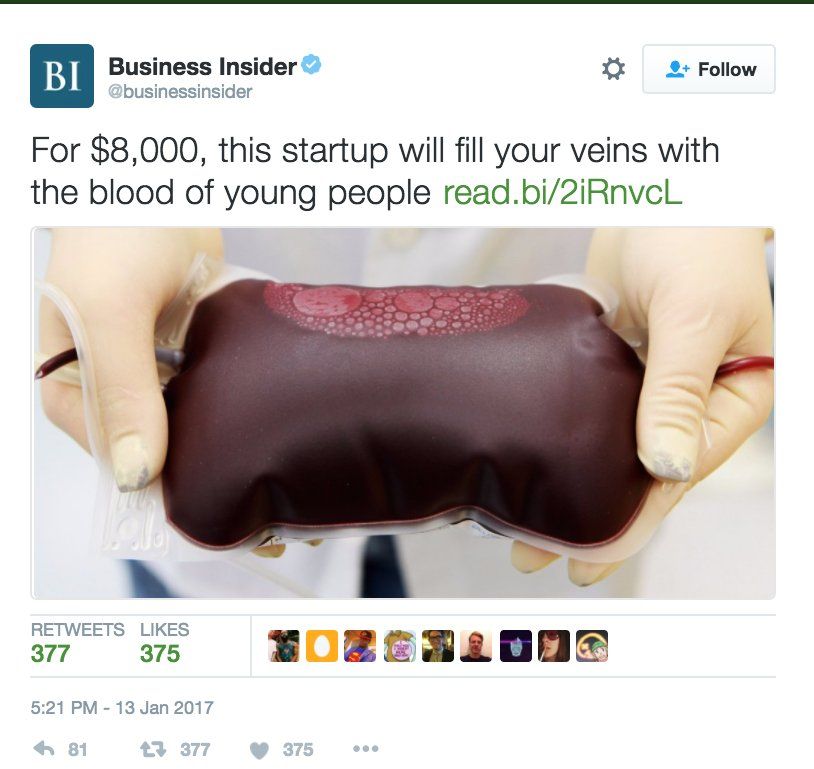 BI
Business Insider
@businessinsider
Follow
For $8,000, this startup will fill your veins with
the blood of young people read.bi/2iRnvcL
RETWEETS LIKES
377 375
5:21 PM - 13 Jan 2017
81 377 375